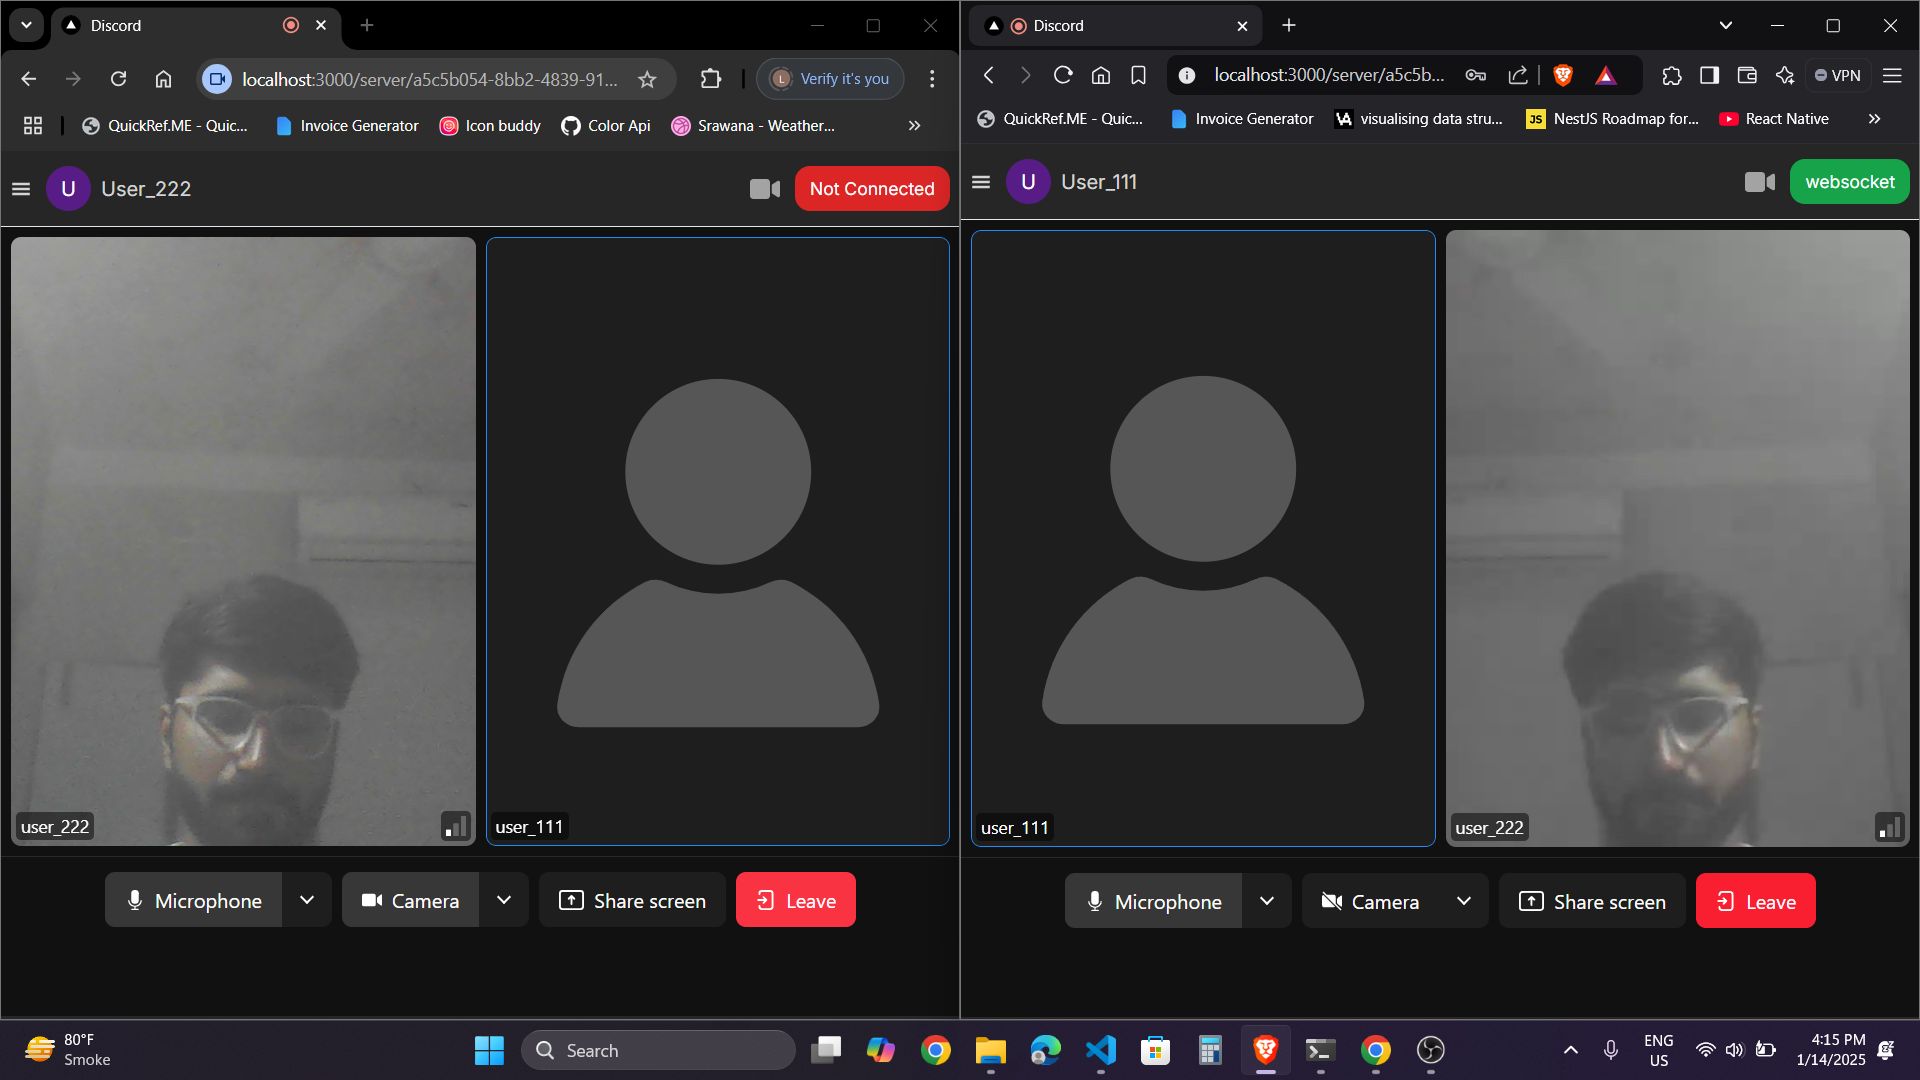 Discord
localhost:3000/server/a5c5b054-8bb2-4839-91...
L
Verify it's you
QuickRef.ME - Quic...
Invoice Generator
Icon buddy
Color Api
Srawana - Weather...
U
User_222
Not Connected
user_222
user_111
Microphone
Camera
Share screen
Leave
Discord
localhost:3000/server/a5c5b...
VPN
QuickRef.ME - Quic...
Invoice Generator
VA
visualising data stru...
JS
NestJS Roadmap for...
React Native
U
User_111
websocket
user_111
user_222
Microphone
Camera
Share screen
Leave
80°F
Smoke
Search
ENG
US
4:15 PM
1/14/2025